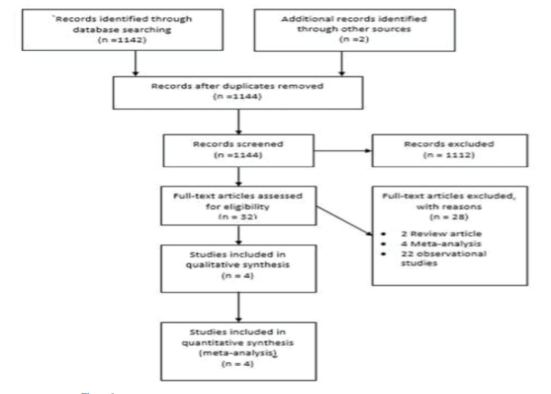 `Records identified through
database searching
(n =1142)
Additional records identified
through other sources
(n =2)
Records after duplicates removed
(n =1144)
Records screened
(n =1144)
Records excluded
(n = 1112)
Full-text articles assessed
for eligibility
(n = 32)
Full-text articles excluded,
with reasons
(n = 28)
• 2 Review article
• 4 Meta-analysis
• 22 observational
studies
Studies included in
qualitative synthesis
(n = 4)
Studies included in
quantitative synthesis
(meta-analysis)
(n = 4)